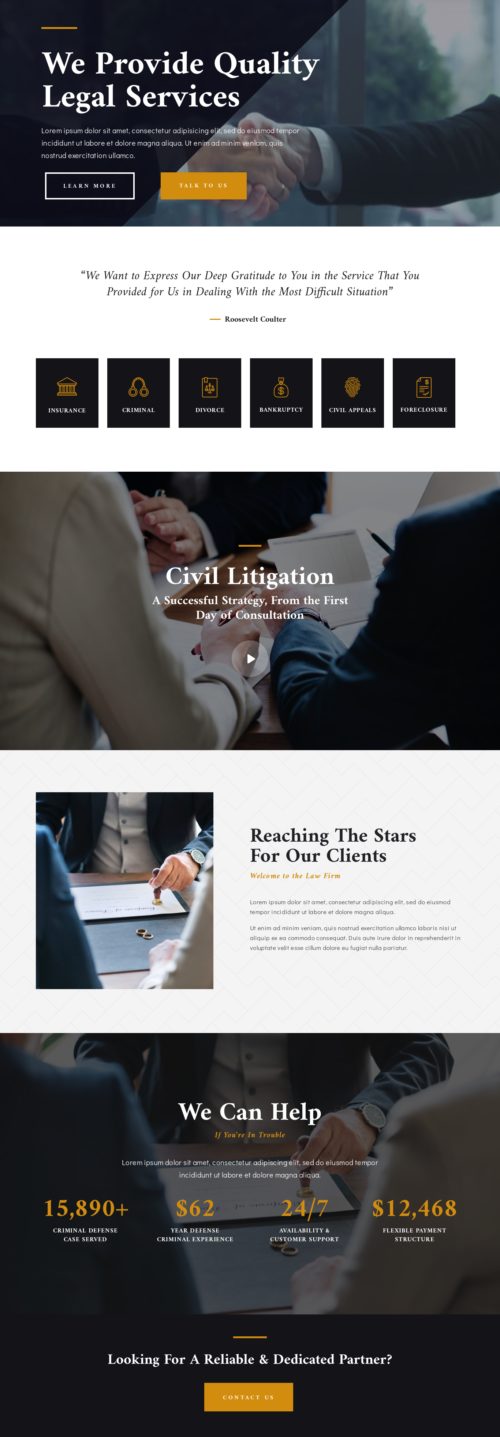 We Provide Quality
Legal Services
Lorem ipsum dolor sit amet, consectetur adipisicing elit, sed do eiusmod tempor
incididunt ut labore et dolore magna aliqua. Ut enim ad minim veniam, quis
nostrud exercitation ullamco.
LEARN MORE
TALK TO US
“We Want to Express Our Deep Gratitude to You in the Service That You
Provided for Us in Dealing With the Most Difficult Situation”
Roosevelt Coulter
INSURANCE
CRIMINAL
DIVORCE
BANKRUPTCY
CIVIL APPEALS
FORECLOSURE
Civil Litigation
A Successful Strategy, From the First
Day of Consultation
Reaching The Stars
For Our Clients
Welcome to the Law Firm
Lorem ipsum dolor sit amet, consectetur adipiscing elit, sed do eiusmod
tempor incididunt ut labore et dolore magna aliqua.
Ut enim ad minim veniam, quis nostrud exercitation ullamco laboris nisi ut
aliquip ex ea commodo consequat. Duis aute irure dolor in reprehenderit in
voluptate velit esse cillum dolore eu fugiat nulla pariatur.
We Can Help
If You're In Trouble
Lorem ipsum dolor sit amet, consectetur adipiscing elit, sed do eiusmod tempor
incididunt ut labore et dolore magna aliqua.
15,890+
CRIMINAL DEFENSE
CASE SERVED
$62
YEAR DEFENSE
CRIMINAL EXPERIENCE
24/7
AVAILABILITY &
CUSTOMER SUPPORT
$12,468
FLEXIBLE PAYMENT
STRUCTURE
Looking For A Reliable & Dedicated Partner?
CONTACT US